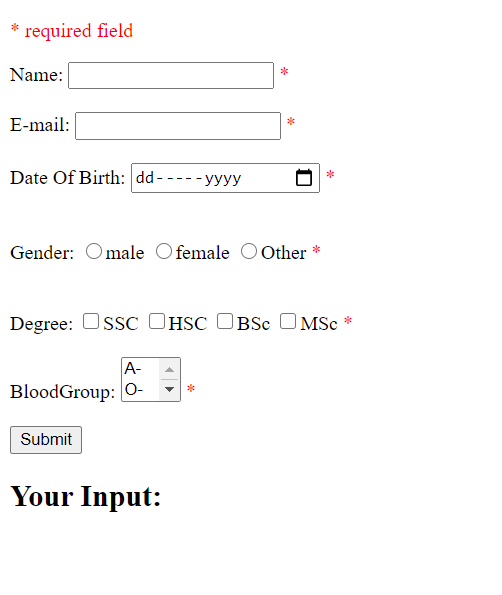 * required field
Name: *
E-mail: *
Date Of Birth: dd-----yyyy *
Gender: male female Other *
Degree: SSC HSC BSc MSc *
A-
BloodGroup: O- *
Submit
Your Input: